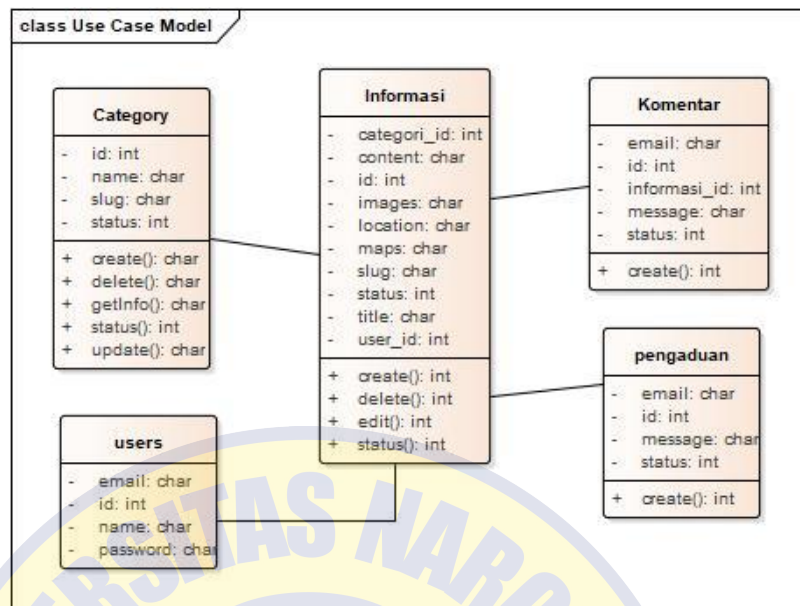 class Use Case Model
Category
- id: int
- name: char
- slug: char
- status: int
+ create(): char
+ delete(): char
+ getInfo(): char
+ status(): int
+ update(): char
Informasi
- categori_id: int
- content: char
- id: int
- images: char
- location: char
- maps: char
- slug: char
- status: int
- title: char
- user_id: int
+ create(): int
+ delete(): int
+ edit(): int
+ status(): int
Komentar
- email: char
- id: int
- informasi_id: int
- message: char
- status: int
+ create(): int
users
- email: char
- id: int
- name: char
- password: char
pengaduan
- email: char
- id: int
- message: char
- status: int
+ create(): int